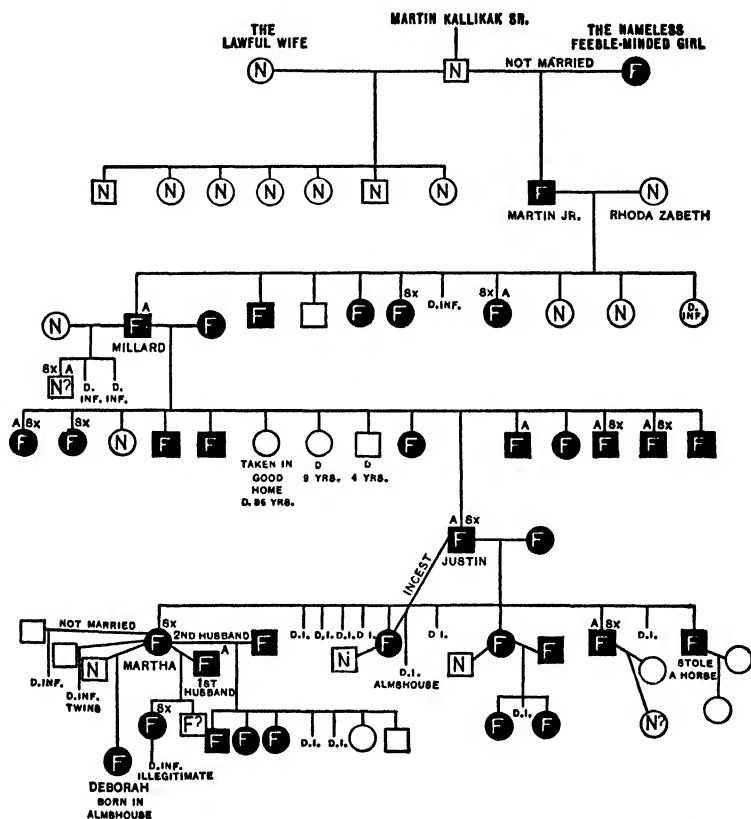 THE
LAWFUL WIFE
MARTIN KALLIKAK SR.
THE NAMELESS
FEEBLE-MINDED GIRL
N
N
NOT MARRIED
F
N N N N N N N
F
MARTIN JR.
N
RHODA ZABETH
N
A
F
MILLARD
F
F
F
Sx
F
D.INF.
Sx A
F
N
N
D.
INF.
Sx A
N?
D. D.
INF. INF.
A Sx
F
Sx
F
N
F
F
TAKEN IN
GOOD
HOME
D. 36 YRS.
D
9 YRS.
D
4 YRS.
F
A
F
F
A Sx
F
A Sx
F
F
A Sx
F
JUSTIN
F
INCEST
NOT MARRIED
D.INF.
D.INF.
TWINS
N
Sx
F
MARTHA
2ND HUSBAND
F
A
F
1ST
HUSBAND
D.I. D.I. D.I. D I.
F
N
D.I.
ALMSHOUSE
D I.
F
N
F
F
D.I.
F
A Sx
F
N?
D.I.
F
STOLE
A HORSE
Sx
F
F?
D.INF.
ILLEGITIMATE
F F F D.I. D.I.
F
DEBORAH
BORN IN
ALMSHOUSE